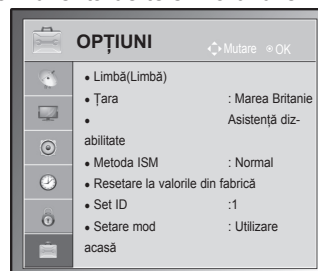 OPȚIUNI
Mutare OK
• Limbă(Limbă)
• Țara : Marea Britanie
• Asistență diz-
abilitate
• Metoda ISM : Normal
• Resetare la valorile din fabrică
• Set ID :1
• Setare mod : Utilizare
acasă